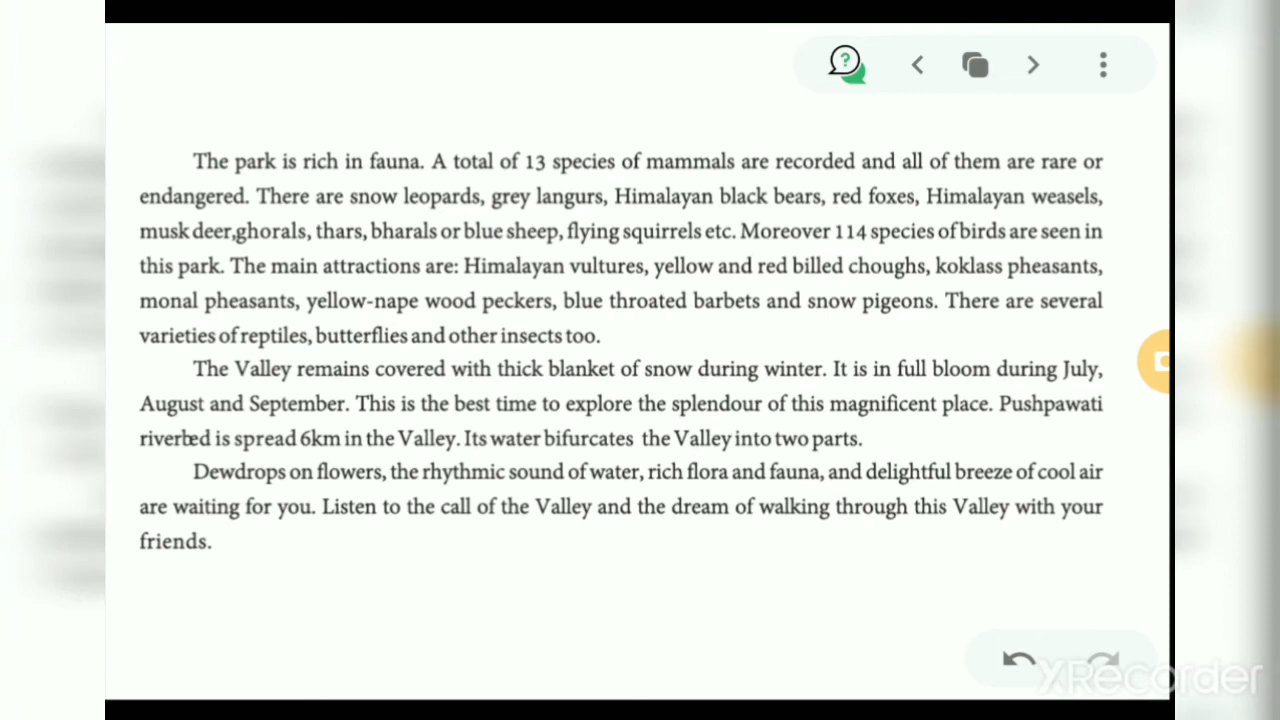 The park is rich in fauna. A total of 13 species of mammals are recorded and all of them are rare or
endangered. There are snow leopards, grey langurs, Himalayan black bears, red foxes, Himalayan weasels,
musk deer,ghorals, thars, bharals or blue sheep, flying squirrels etc. Moreover 114 species of birds are seen in
this park. The main attractions are: Himalayan vultures, yellow and red billed choughs, koklass pheasants,
monal pheasants, yellow-nape wood peckers, blue throated barbets and snow pigeons. There are several
varieties of reptiles, butterflies and other insects too.
The Valley remains covered with thick blanket of snow during winter. It is in full bloom during July,
August and September. This is the best time to explore the splendour of this magnificent place. Pushpawati
riverbed is spread 6km in the Valley. Its water bifurcates the Valley into two parts.
Dewdrops on flowers, the rhythmic sound of water, rich flora and fauna, and delightful breeze of cool air
are waiting for you. Listen to the call of the Valley and the dream of walking through this Valley with your
friends.
XRecorder